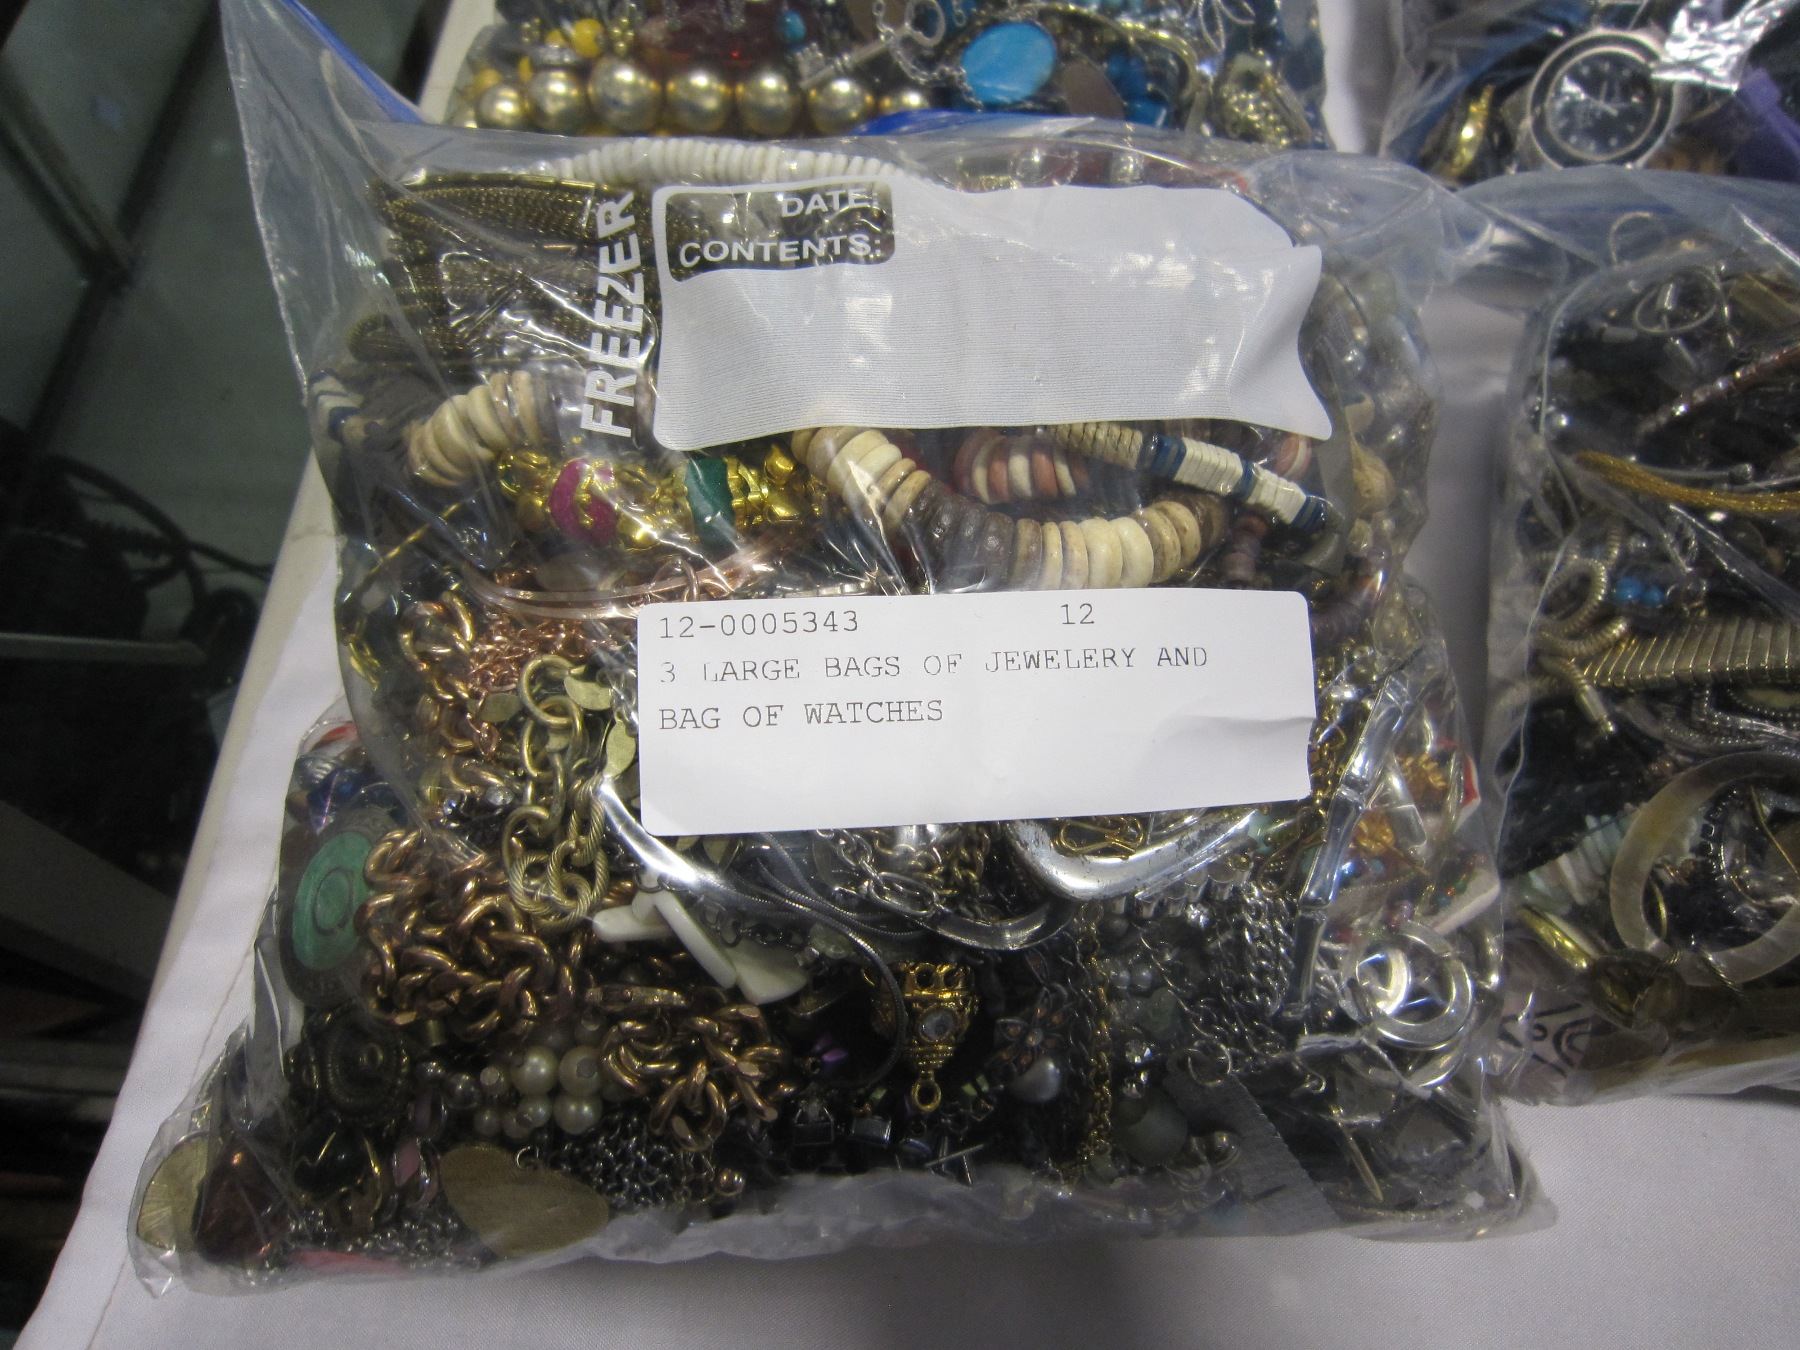 DATE:
CONTENTS:
FREEZER
12-0005343 12
3 LARGE BAGS OF JEWELERY AND
BAG OF WATCHES